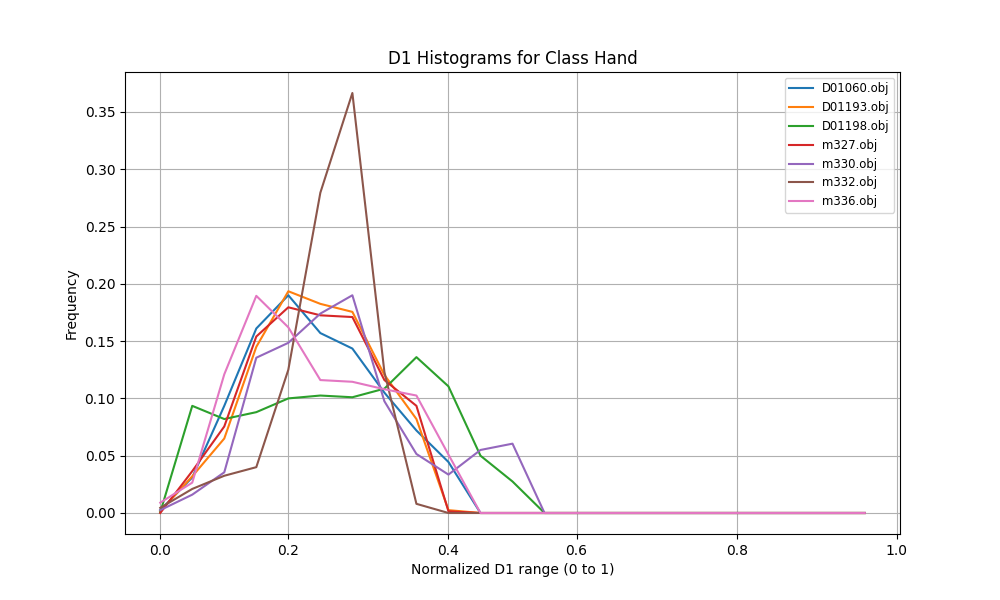 D1 Histograms for Class Hand
D01060.obj
D01193.obj
D01198.obj
m327.obj
m330.obj
m332.obj
m336.obj
Frequency
0.35
0.30
0.25
0.20
0.15
0.10
0.05
0.00
0.0 0.2 0.4 0.6 0.8 1.0
Normalized D1 range (0 to 1)